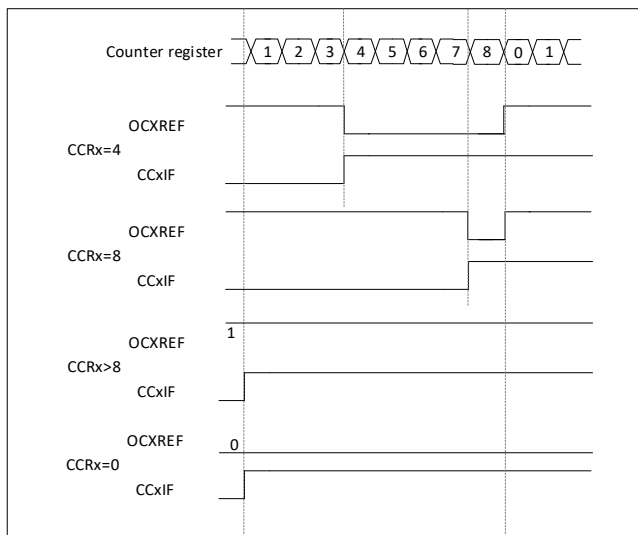 Counter register 1 2 3 4 5 6 7 8 0 1
OCXREF
CCRx=4
CCxIF
OCXREF
CCRx=8
CCxIF
1
OCXREF
CCRx>8
CCxIF
OCXREF 0
CCRx=0
CCxIF